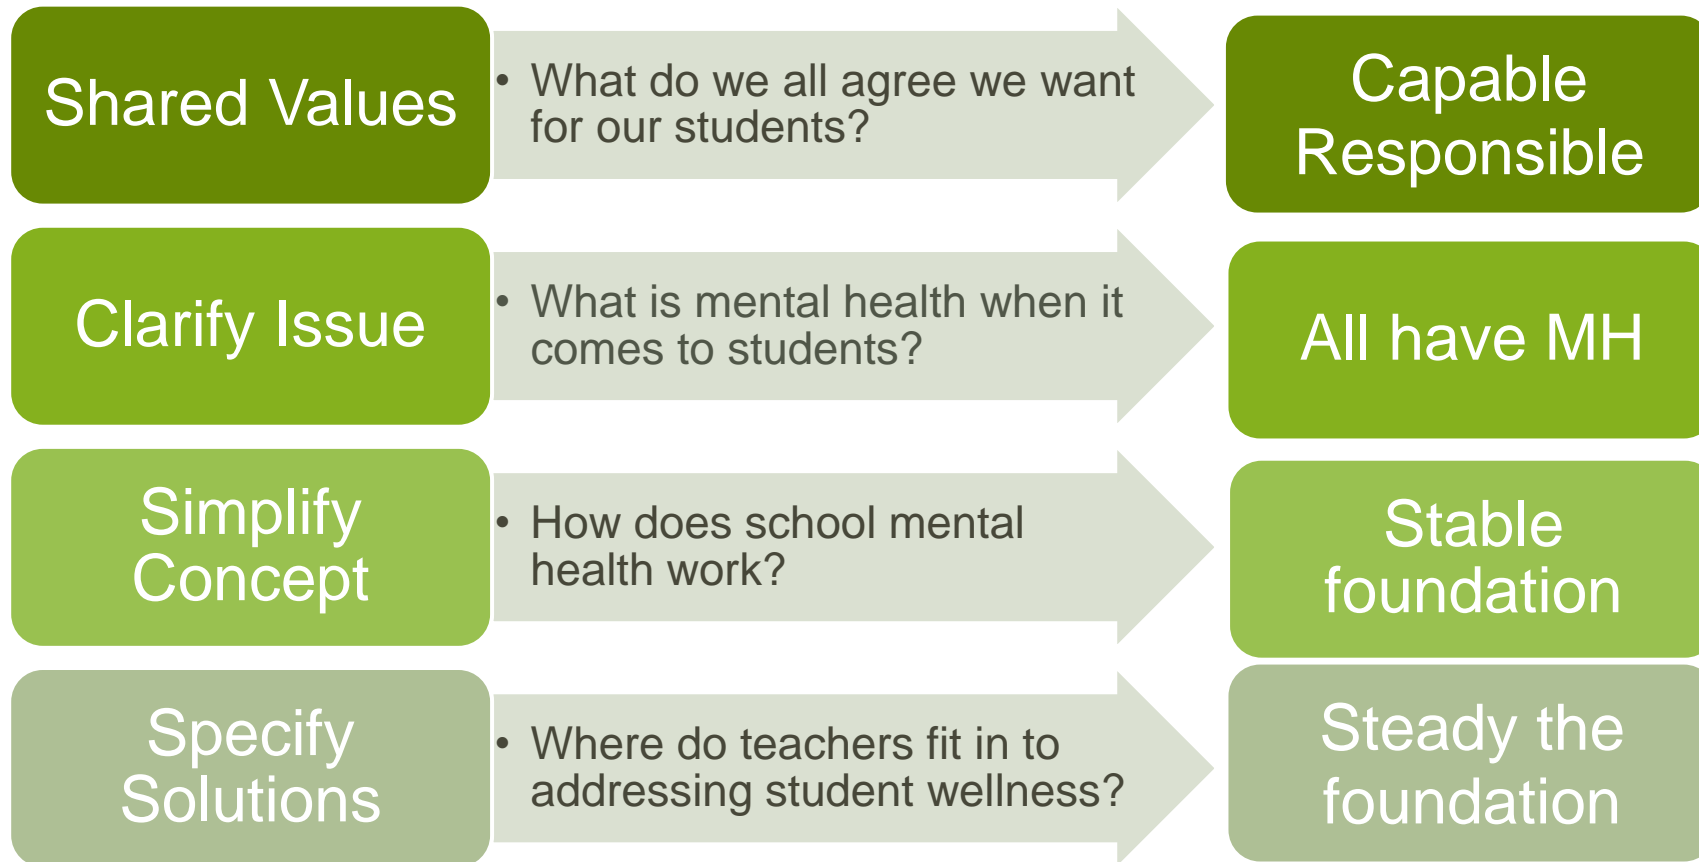 Shared Values
• What do we all agree we want
for our students?
Capable
Responsible
Clarify Issue
• What is mental health when it
comes to students?
All have MH
Simplify
Concept
• How does school mental
health work?
Stable
foundation
Specify
Solutions
• Where do teachers fit in to
addressing student wellness?
Steady the
foundation